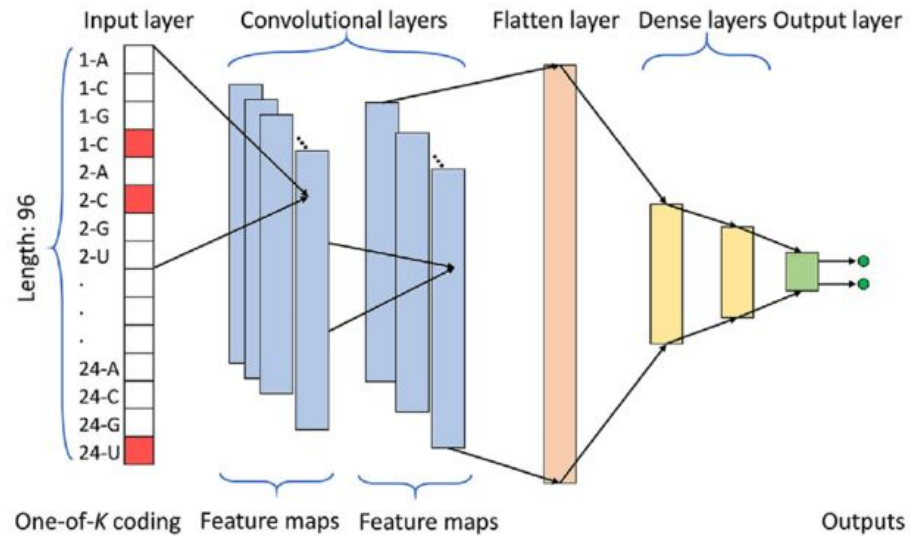 Input layer
Convolutional layers
Flatten layer
Dense layers
Output layer
Length: 96
1-A
1-C
1-G
1-C
2-A
2-C
2-G
2-U
.
.
.
24-A
24-C
24-G
24-U
One-of-K coding
Feature maps
Feature maps
Outputs